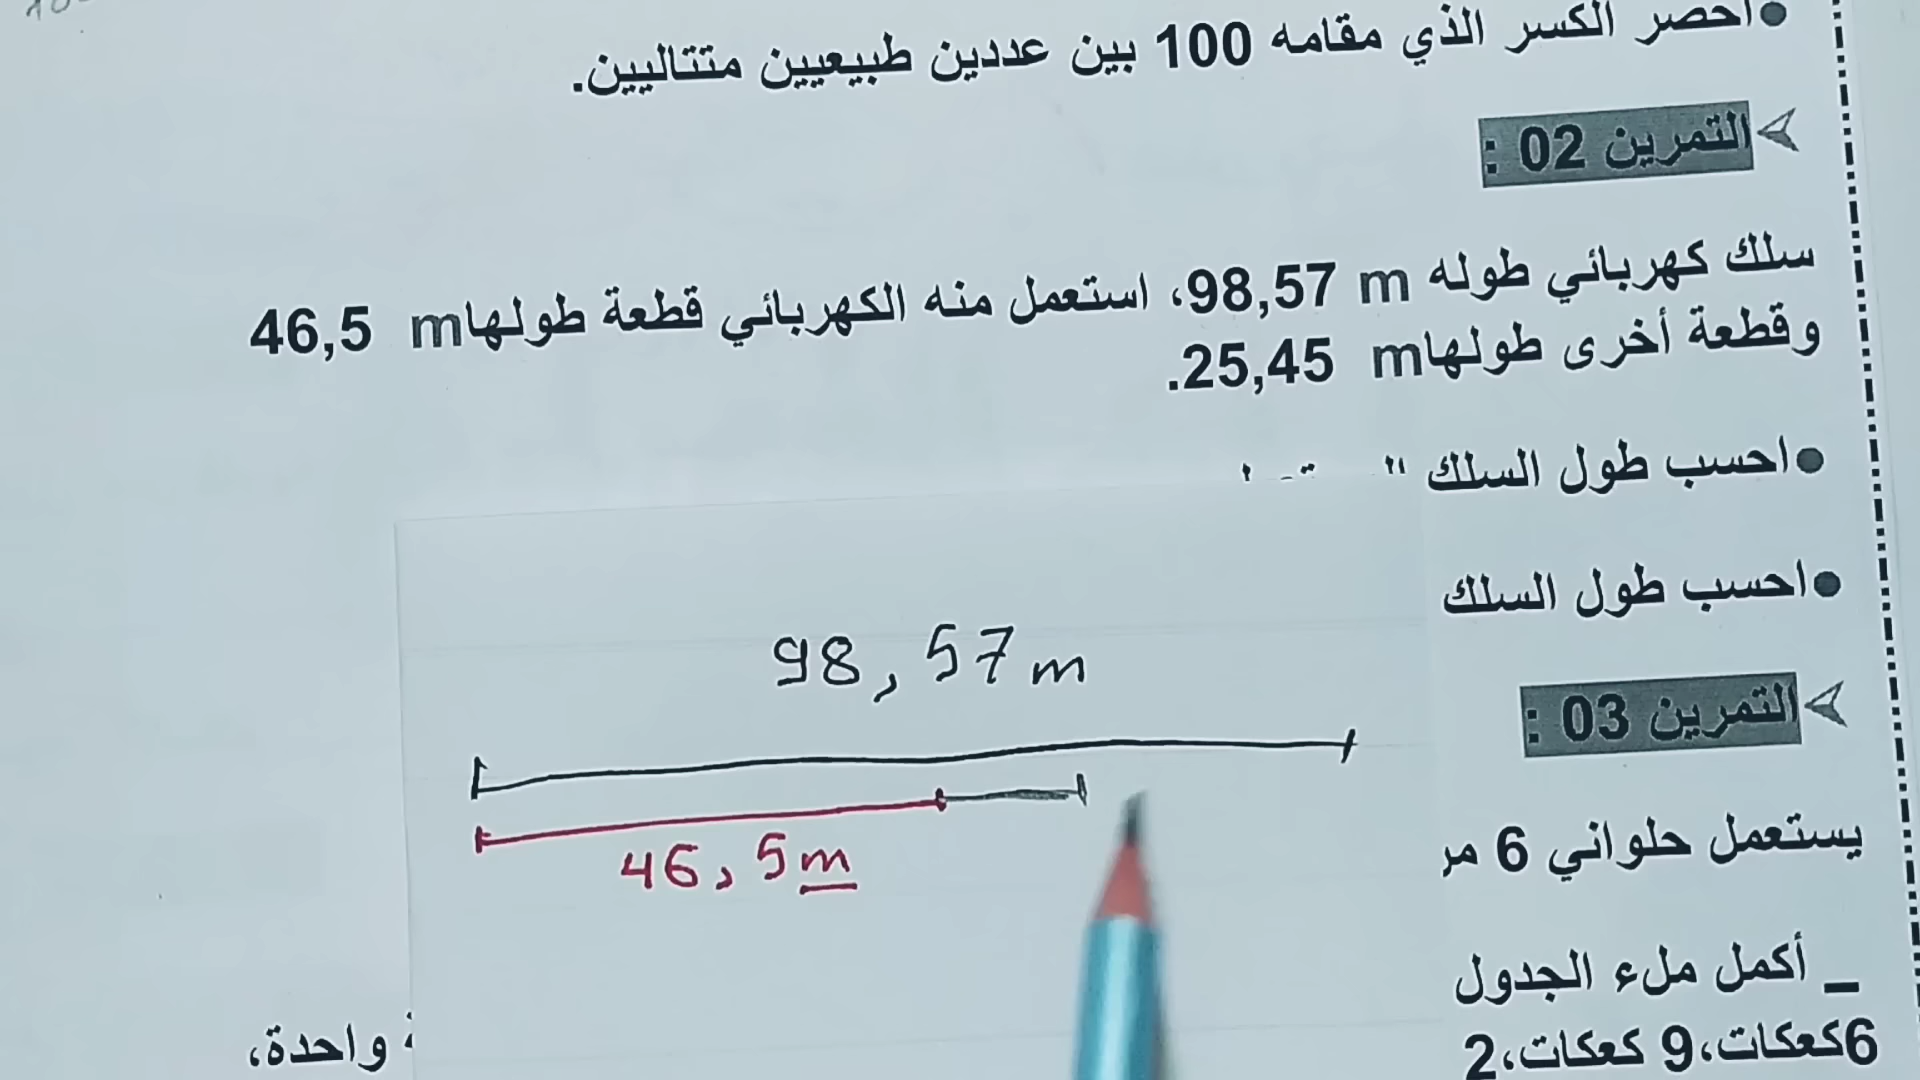 •احصر الكسر الذي مقامه 100 بين عددين طبيعيين متتاليين.
التمرين 02 :
سلك كهربائي طوله 98,57 m، استعمل منه الكهربائي قطعة طولها 46,5 m
وقطعة أخرى طولها 25,45 m.
•احسب طول السلك
•احسب طول السلك
98,57 m
46,5 m
التمرين 03 :
يستعمل حلواني 6
_ أكمل ملء الجدول
6كعكات،9 كعكات،2
واحدة،